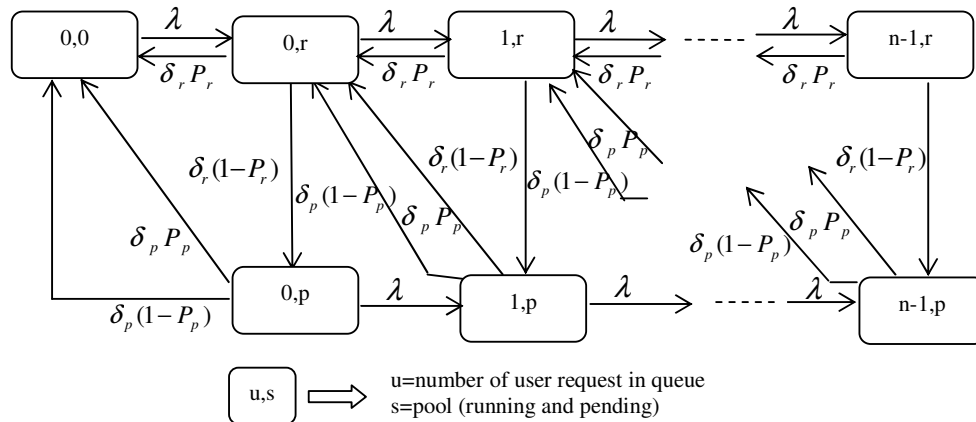 λ λ λ λ
0,0 0,r 1,r n-1,r
δ_r P_r δ_r P_r δ_r P_r δ_r P_r
δ_r (1−P_r) δ_p (1−P_p) δ_p P_p δ_r (1−P_r) δ_p (1−P_p) δ_p P_p δ_r (1−P_r)
δ_p P_p δ_p (1−P_p) δ_p P_p
0,p λ 1,p λ λ n-1,p
δ_p (1−P_p)
u,s
u=number of user request in queue
s=pool (running and pending)